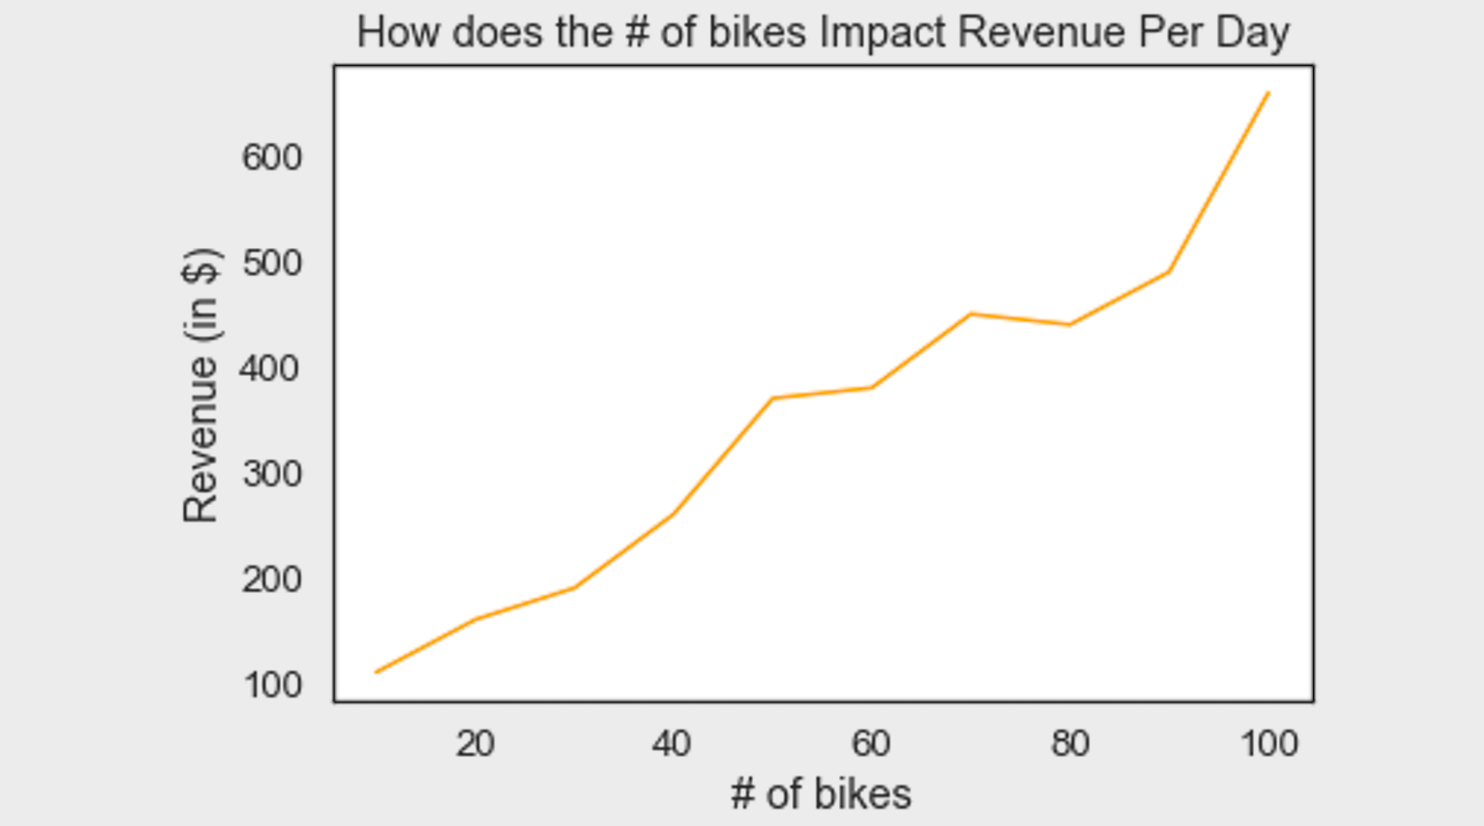 How does the # of bikes Impact Revenue Per Day
Revenue (in $)
600
500
400
300
200
100
20 40 60 80 100
# of bikes